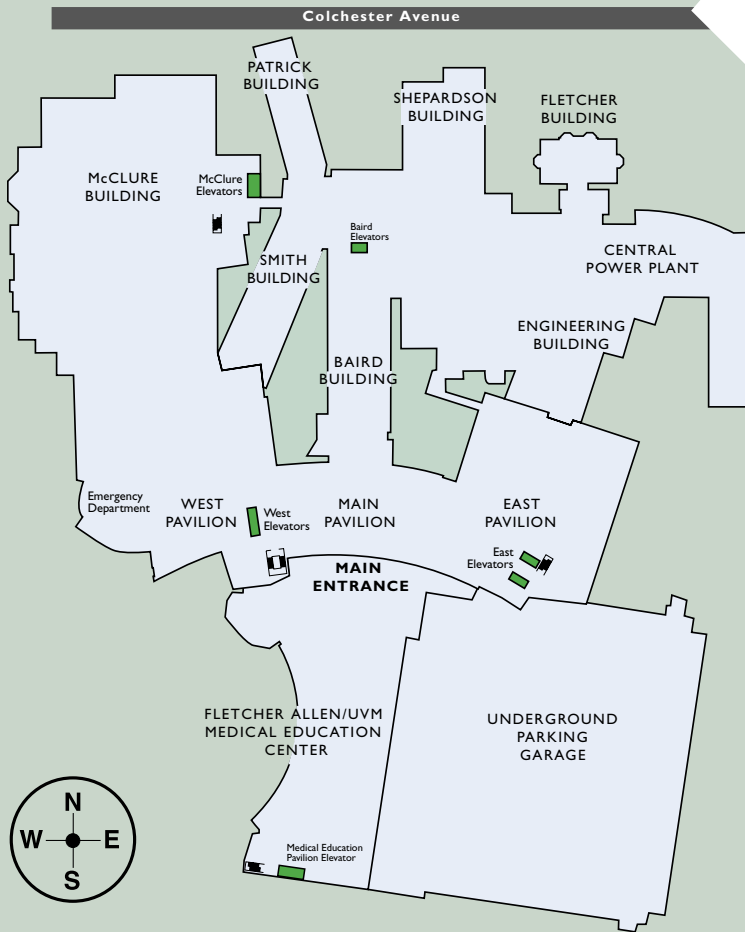 Colchester Avenue
PATRICK
BUILDING
SHEPARDSON
BUILDING
FLETCHER
BUILDING
McCLURE
BUILDING
McClure
Elevators
Baird
Elevators
SMITH
BUILDING
CENTRAL
POWER PLANT
ENGINEERING
BUILDING
BAIRD
BUILDING
Emergency
Department
WEST
PAVILION
West
Elevators
MAIN
PAVILION
EAST
PAVILION
East
Elevators
MAIN
ENTRANCE
FLETCHER ALLEN/UVM
MEDICAL EDUCATION
CENTER
UNDERGROUND
PARKING
GARAGE
Medical Education
Pavilion Elevator
N
W E
S